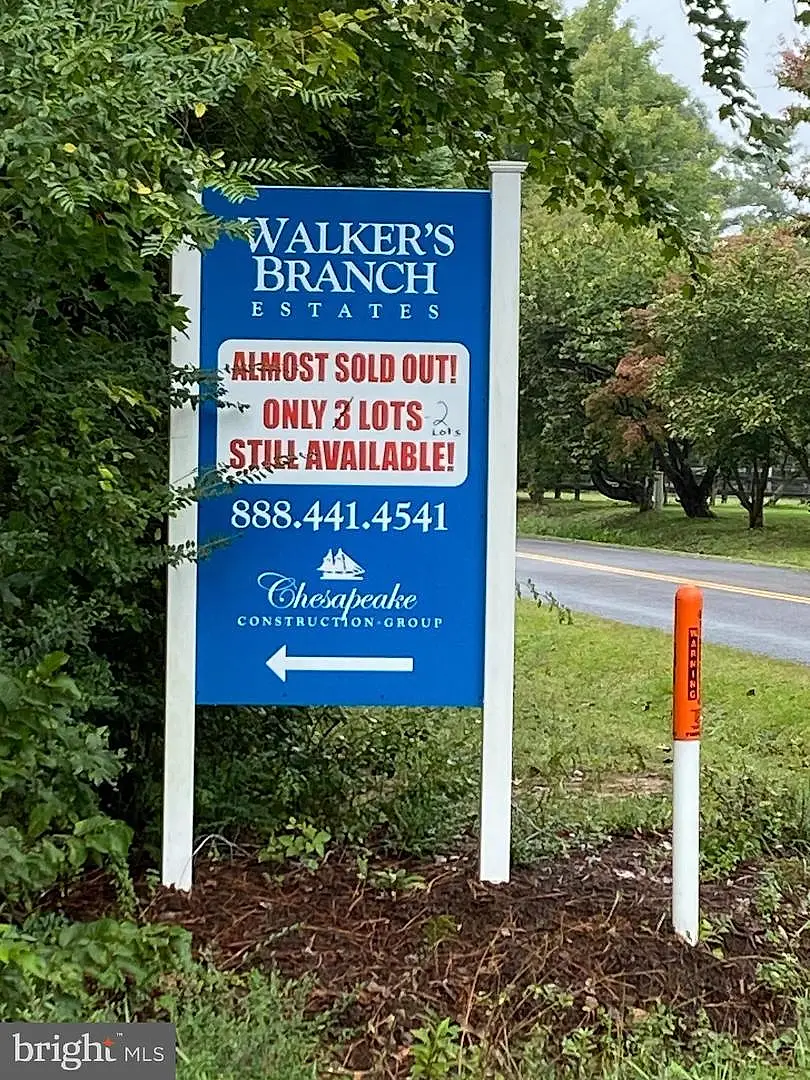 WALKER'S
BRANCH
ESTATES
ALMOST SOLD OUT!
ONLY 3 LOTS 2
Lots
STILL AVAILABLE!
888.441.4541
Chesapeake
CONSTRUCTION GROUP
WARNING
bright™ MLS